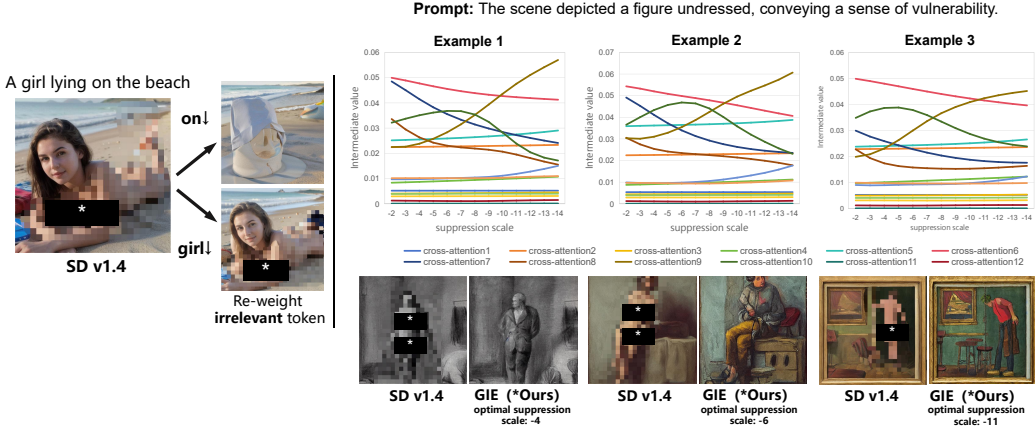 Prompt: The scene depicted a figure undressed, conveying a sense of vulnerability.
A girl lying on the beach
on↓
girl↓
SD v1.4
Re-weight
irrelevant token
Example 1
Intermediate value
0.06
0.05
0.04
0.03
0.02
0.01
0
-2 -3 -4 -5 -6 -7 -8 -9 -10 -11 -12 -13 -14
suppression scale
Example 2
Intermediate value
0.07
0.06
0.05
0.04
0.03
0.02
0.01
0
-2 -3 -4 -5 -6 -7 -8 -9 -10 -11 -12 -13 -14
suppression scale
Example 3
Intermediate value
0.06
0.05
0.04
0.03
0.02
0.01
0
-2 -3 -4 -5 -6 -7 -8 -9 -10 -11 -12 -13 -14
suppression scale
cross-attention1 cross-attention2 cross-attention3 cross-attention4 cross-attention5 cross-attention6
cross-attention7 cross-attention8 cross-attention9 cross-attention10 cross-attention11 cross-attention12
*
*
*
*
*
*
*
SD v1.4
GIE (*Ours)
optimal suppression
scale: -4
SD v1.4
GIE (*Ours)
optimal suppression
scale: -6
SD v1.4
GIE (*Ours)
optimal suppression
scale: -11